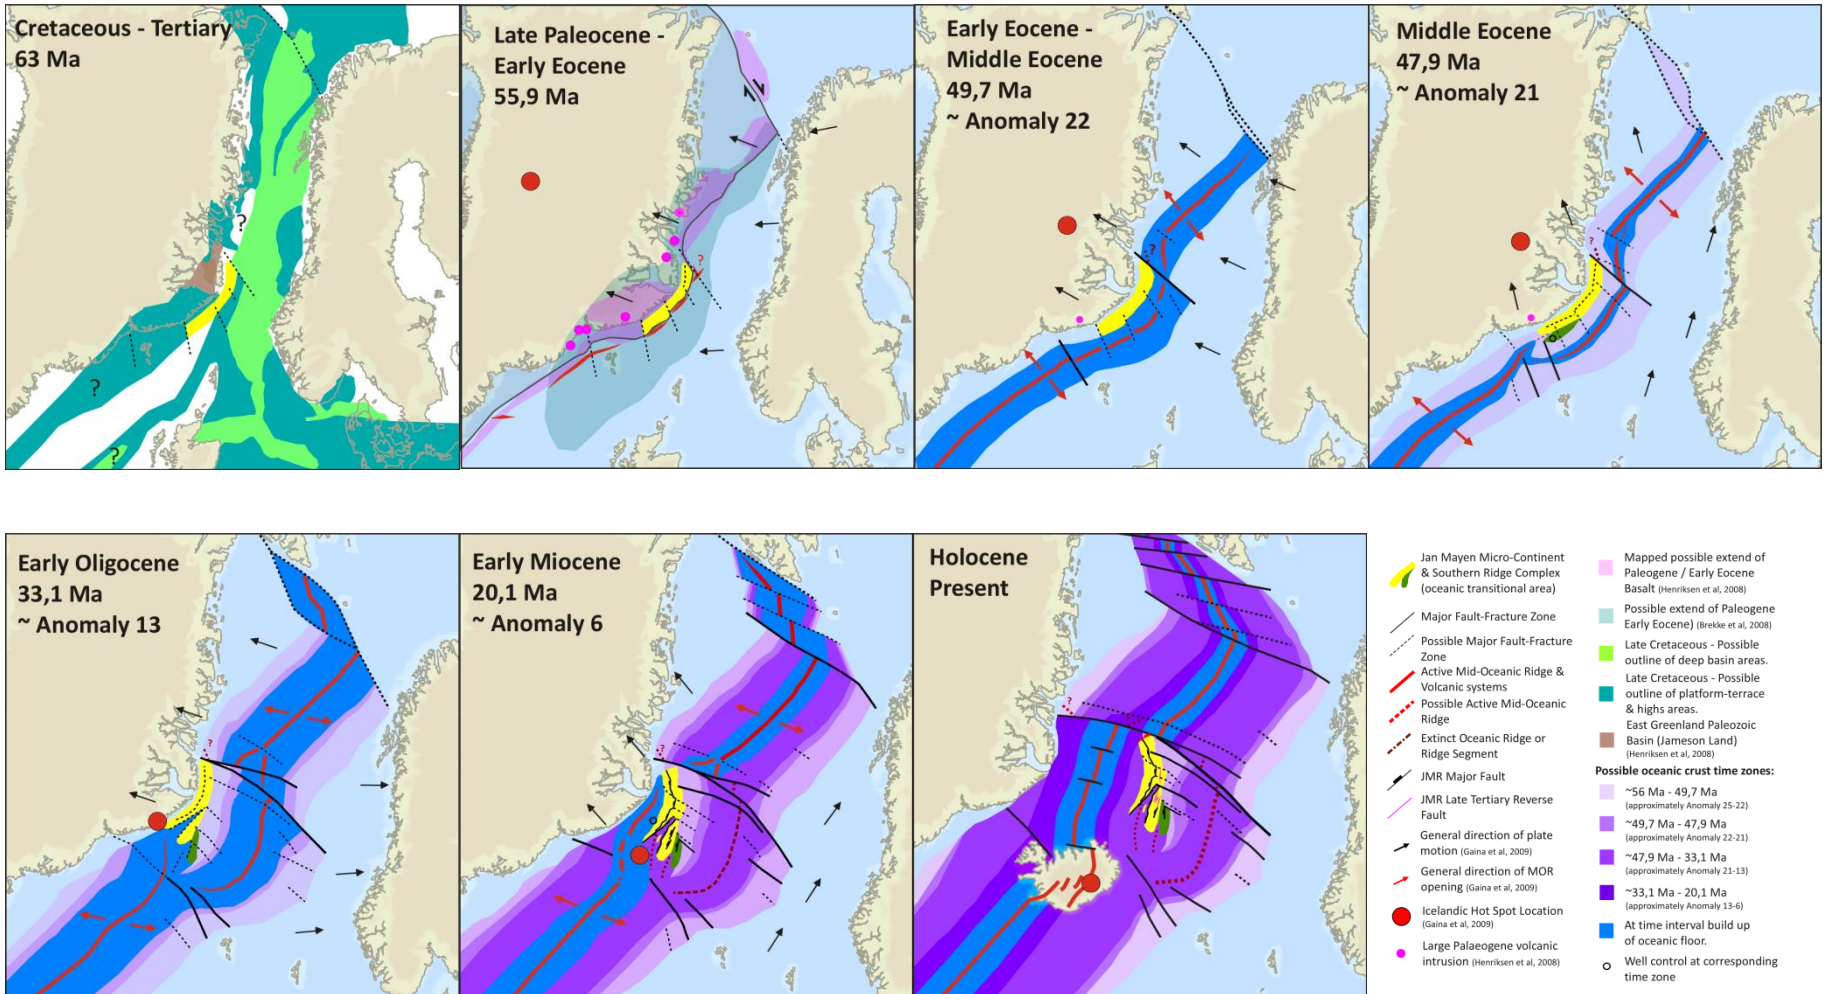 Cretaceous - Tertiary
63 Ma
?
?
?
Late Paleocene -
Early Eocene
55,9 Ma
?
Early Eocene -
Middle Eocene
49,7 Ma
~ Anomaly 22
?
Middle Eocene
47,9 Ma
~ Anomaly 21
?
Early Oligocene
33,1 Ma
~ Anomaly 13
?
Early Miocene
20,1 Ma
~ Anomaly 6
?
Holocene
Present
?
Jan Mayen Micro-Continent
& Southern Ridge Complex
(oceanic transitional area)
Major Fault-Fracture Zone
Possible Major Fault-Fracture
Zone
Active Mid-Oceanic Ridge &
Volcanic systems
Possible Active Mid-Oceanic
Ridge
Extinct Oceanic Ridge or
Ridge Segment
JMR Major Fault
JMR Late Tertiary Reverse
Fault
General direction of plate
motion (Gaina et al, 2009)
General direction of MOR
opening (Gaina et al, 2009)
Icelandic Hot Spot Location
(Gaina et al, 2009)
Large Palaeogene volcanic
intrusion (Henriksen et al, 2008)
Mapped possible extend of
Paleogene / Early Eocene
Basalt (Henriksen et al, 2008)
Possible extend of Paleogene
Early Eocene) (Brekke et al, 2008)
Late Cretaceous - Possible
outline of deep basin areas.
Late Cretaceous - Possible
outline of platform-terrace
& highs areas.
East Greenland Paleozoic
Basin (Jameson Land)
(Henriksen et al, 2008)
Possible oceanic crust time zones:
~56 Ma - 49,7 Ma
(approximately Anomaly 25-22)
~49,7 Ma - 47,9 Ma
(approximately Anomaly 22-21)
~47,9 Ma - 33,1 Ma
(approximately Anomaly 21-13)
~33,1 Ma - 20,1 Ma
(approximately Anomaly 13-6)
At time interval build up
of oceanic floor.
Well control at corresponding
time zone